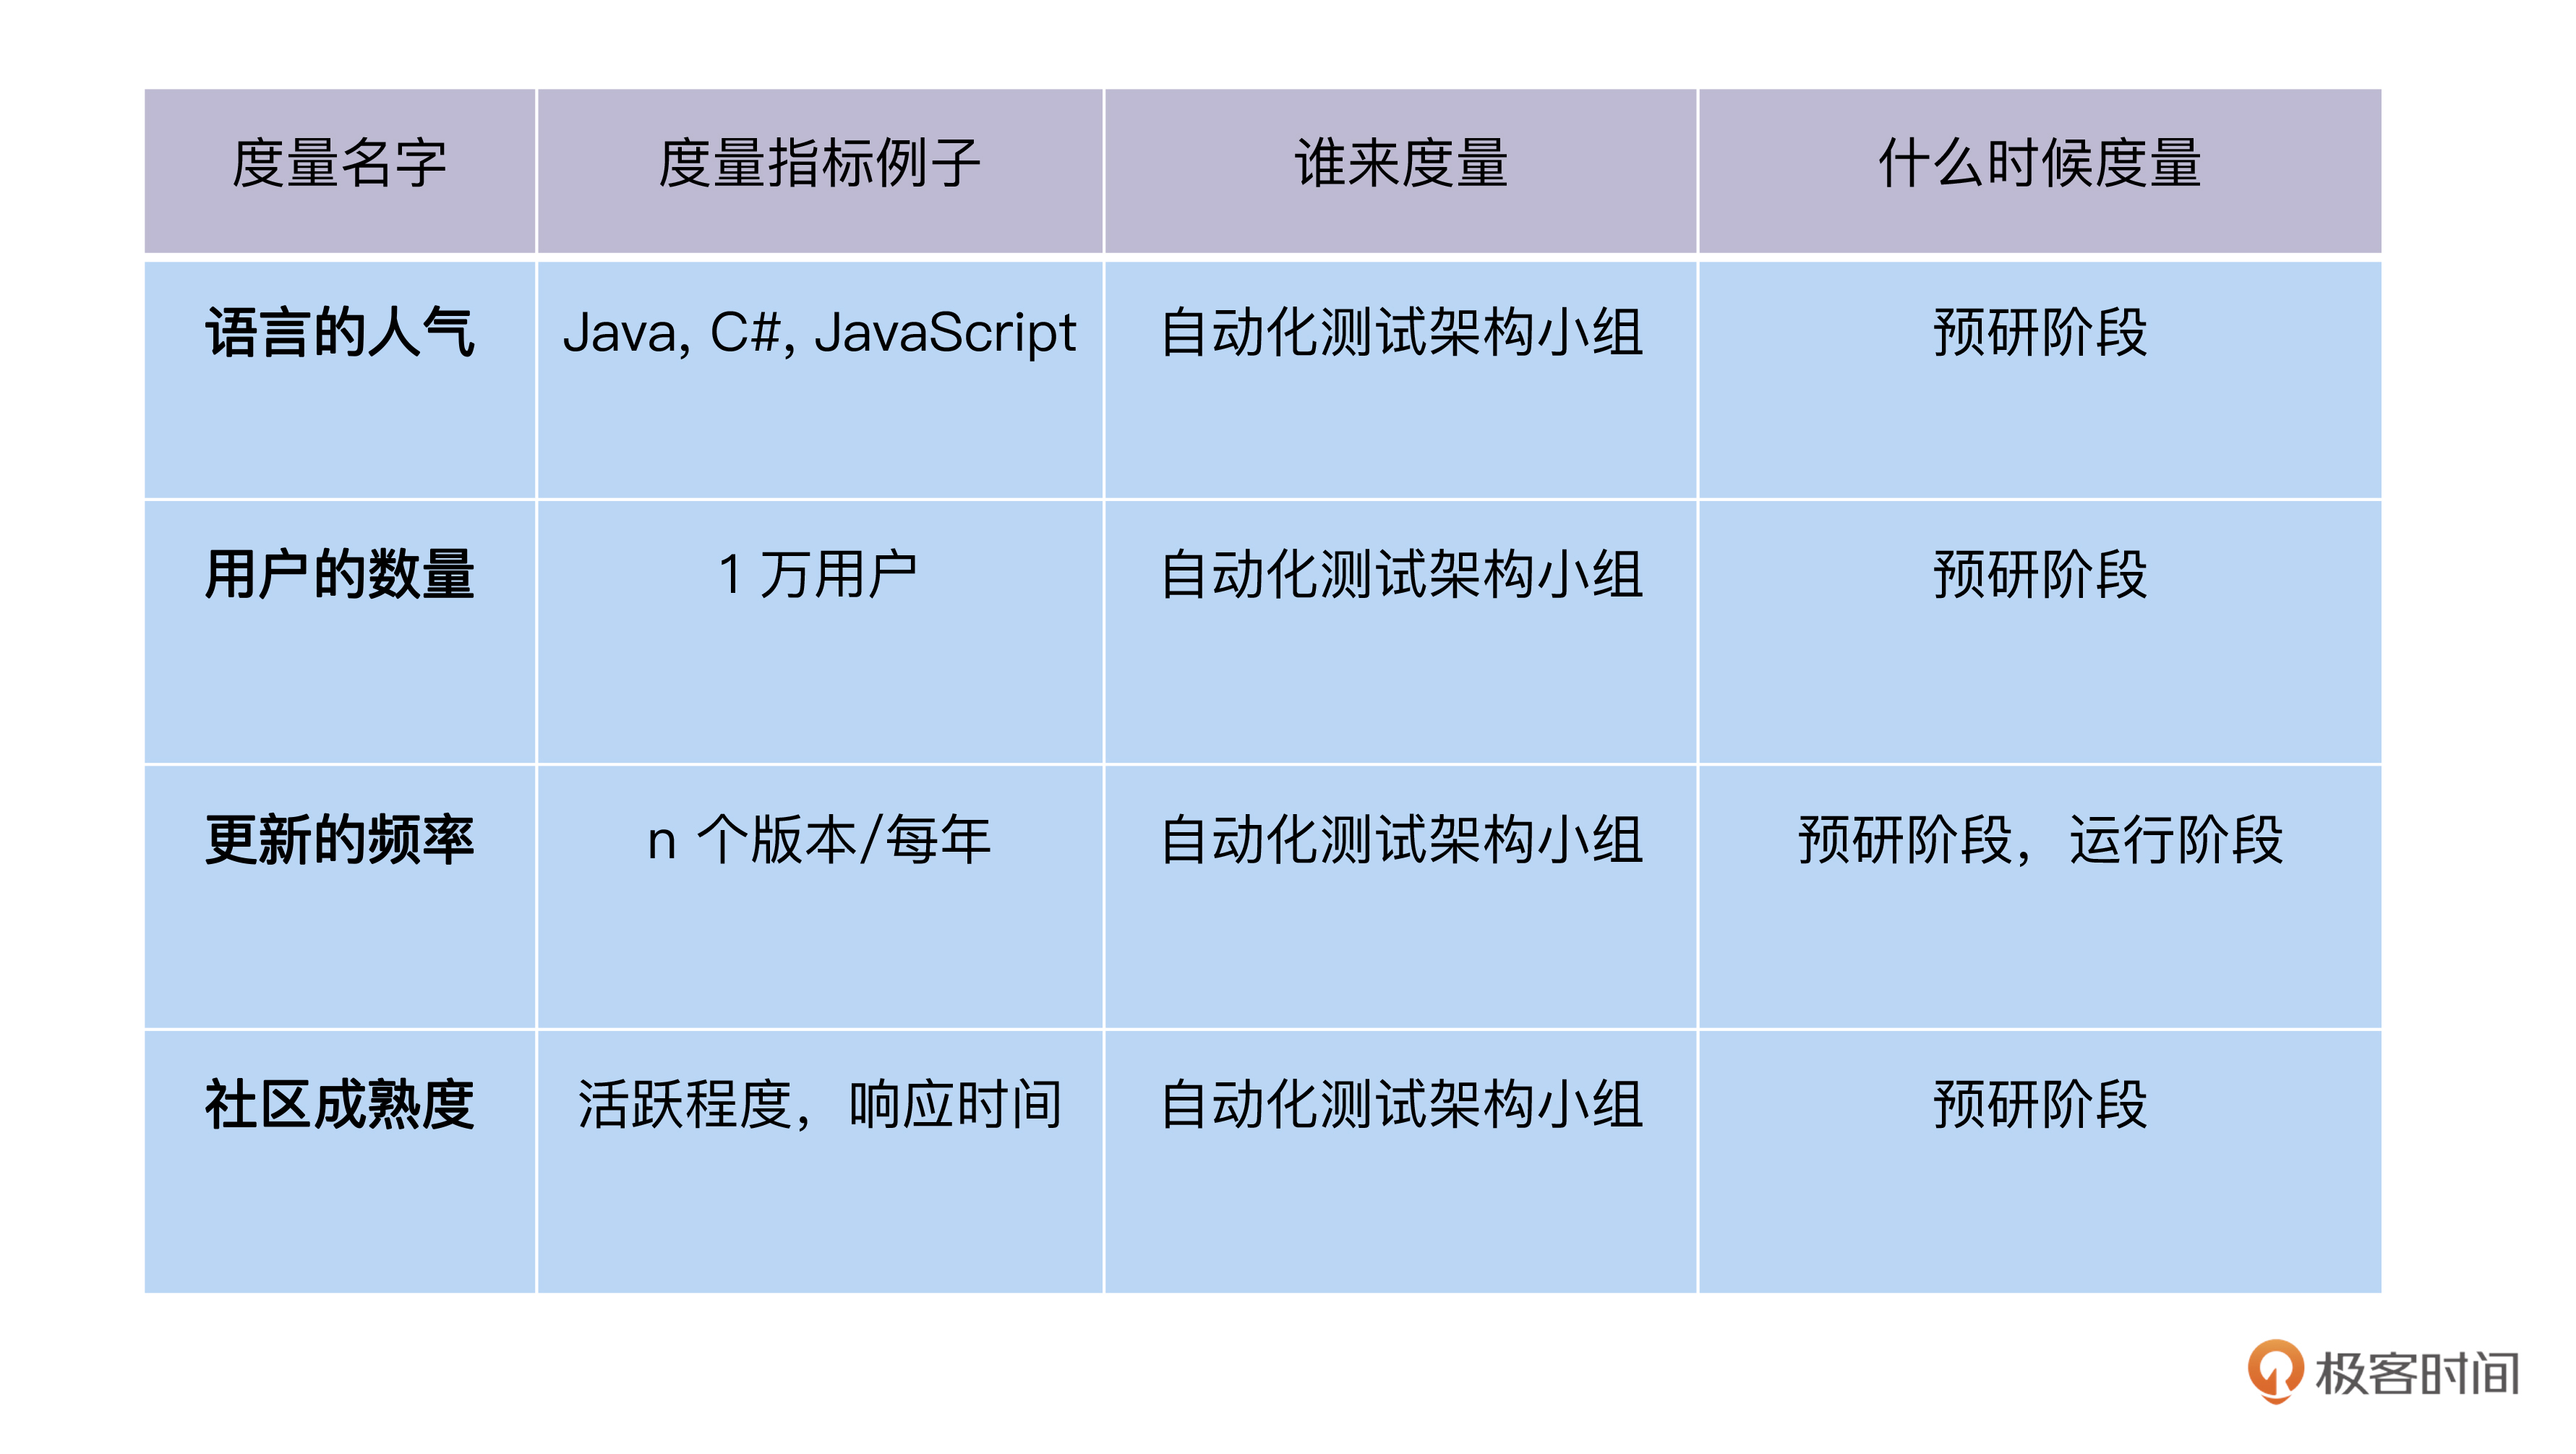 度量名字 度量指标例子 谁来度量 什么时候度量
语言的人气 Java, C#, JavaScript 自动化测试架构小组 预研阶段
用户的数量 1 万用户 自动化测试架构小组 预研阶段
更新的频率 n 个版本/每年 自动化测试架构小组 预研阶段，运行阶段
社区成熟度 活跃程度，响应时间 自动化测试架构小组 预研阶段
极客时间